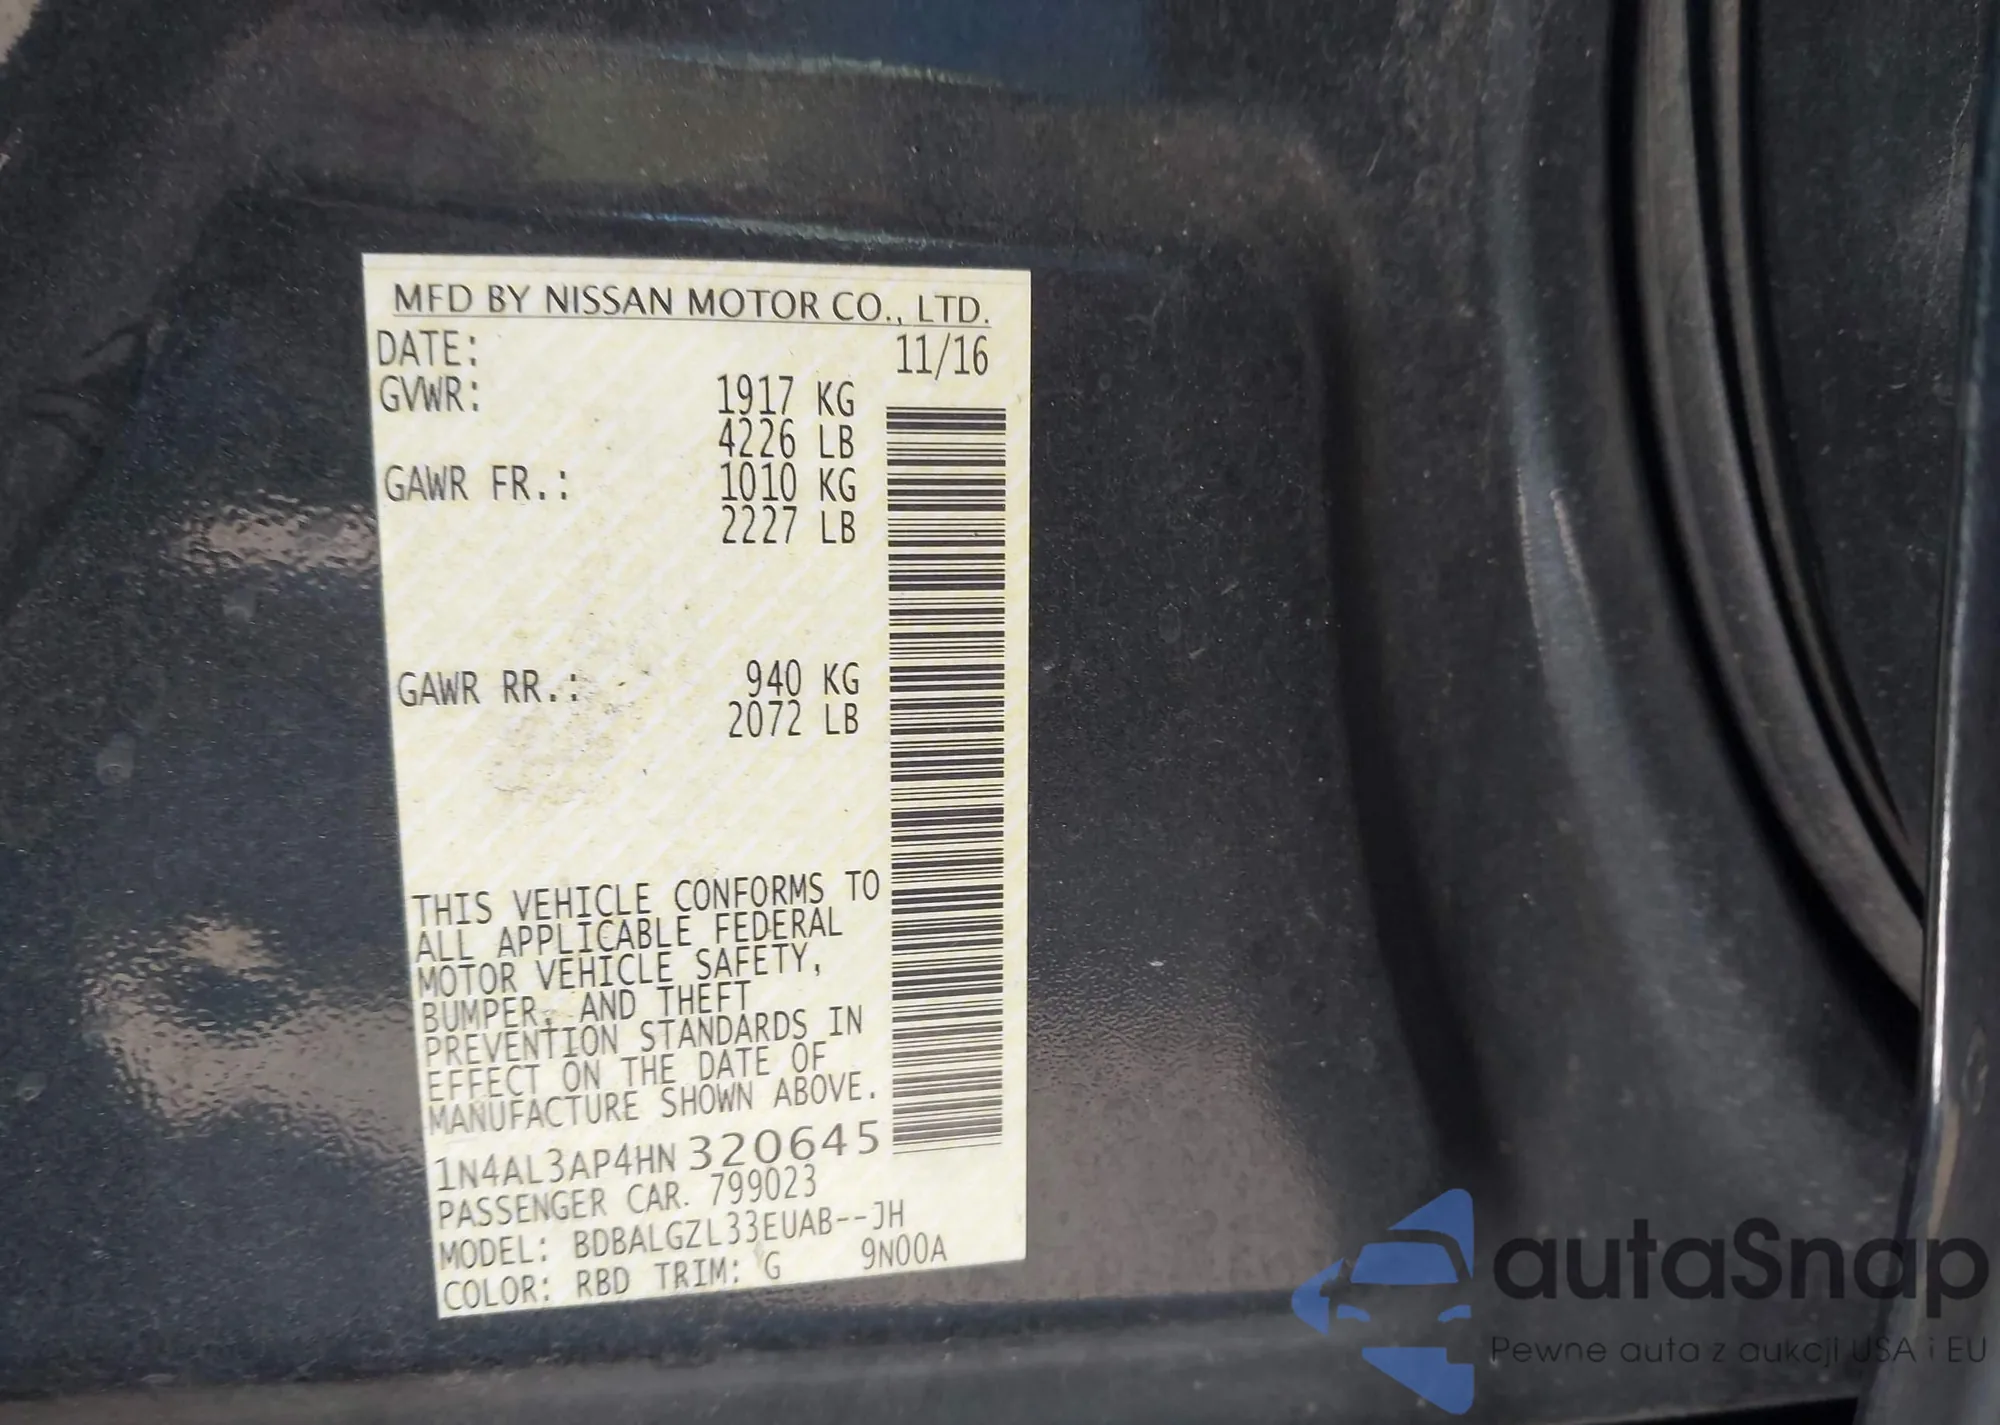 MFD BY NISSAN MOTOR CO., LTD.
DATE: 11/16
GVWR: 1917 KG
4226 LB
GAWR FR.: 1010 KG
2227 LB
GAWR RR.: 940 KG
2072 LB
THIS VEHICLE CONFORMS TO
ALL APPLICABLE FEDERAL
MOTOR VEHICLE SAFETY,
BUMPER, AND THEFT
PREVENTION STANDARDS IN
EFFECT ON THE DATE OF
MANUFACTURE SHOWN ABOVE.
1N4AL3AP4HN320645
PASSENGER CAR. 799023
MODEL: BDBALGZL33EUAB--JH
COLOR: RBD TRIM: G 9N00A
autaSnap
Pewne auta z aukcji USA i EU